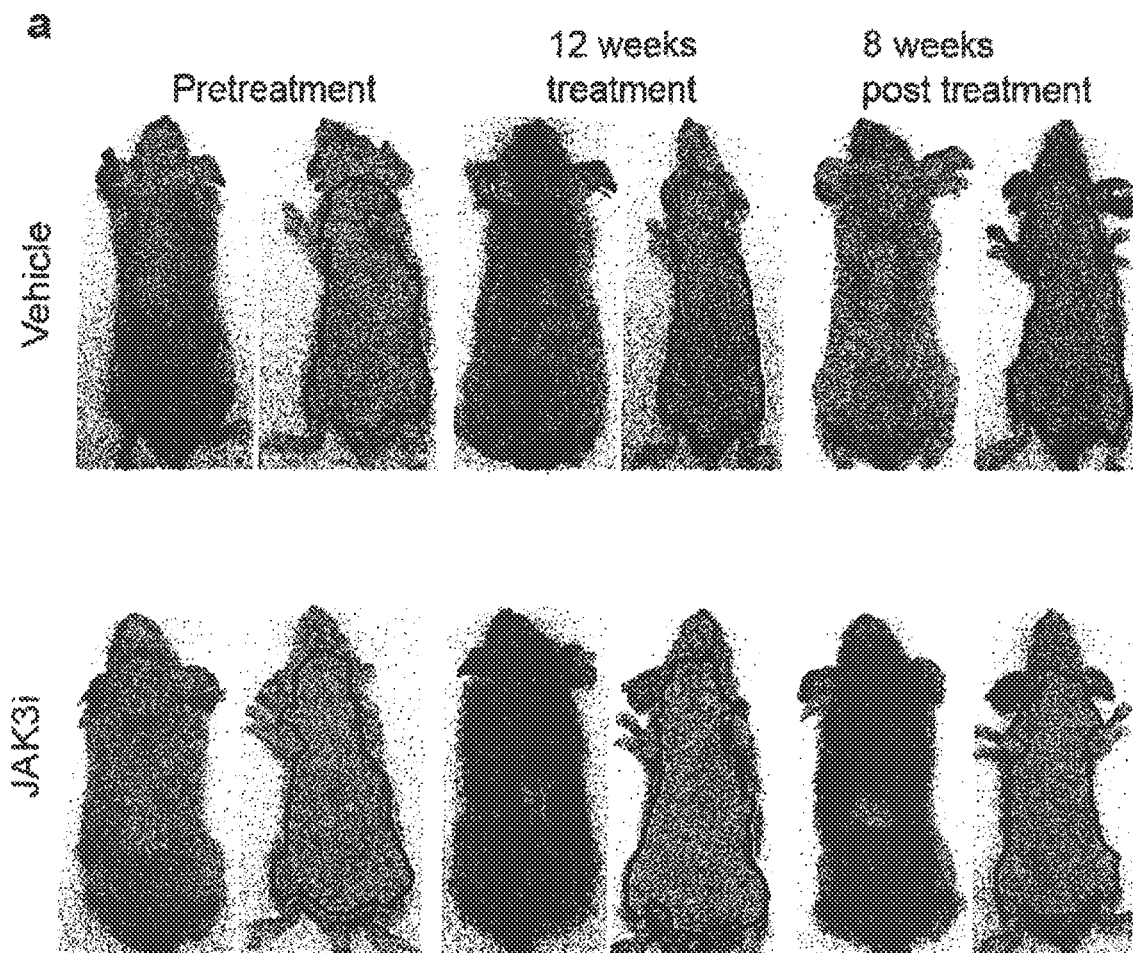 a
Pretreatment
12 weeks
treatment
8 weeks
post treatment
Vehicle
JAK3i